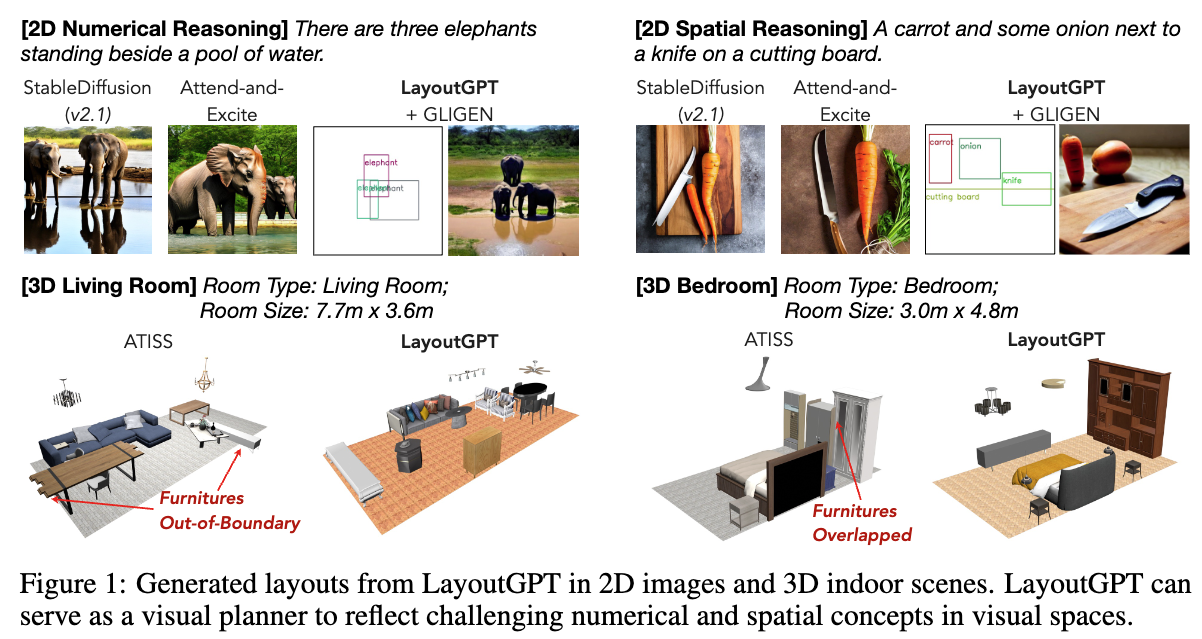 [2D Numerical Reasoning] There are three elephants
standing beside a pool of water.
StableDiffusion
(v2.1)
Attend-and-
Excite
LayoutGPT
+ GLIGEN
elephant
elephant
elephant
[2D Spatial Reasoning] A carrot and some onion next to
a knife on a cutting board.
StableDiffusion
(v2.1)
Attend-and-
Excite
LayoutGPT
+ GLIGEN
carrot
onion
knife
cutting board
[3D Living Room] Room Type: Living Room;
Room Size: 7.7m x 3.6m
ATISS
LayoutGPT
Furnitures
Out-of-Boundary
[3D Bedroom] Room Type: Bedroom;
Room Size: 3.0m x 4.8m
ATISS
LayoutGPT
Furnitures
Overlapped
Figure 1: Generated layouts from LayoutGPT in 2D images and 3D indoor scenes. LayoutGPT can
serve as a visual planner to reflect challenging numerical and spatial concepts in visual spaces.